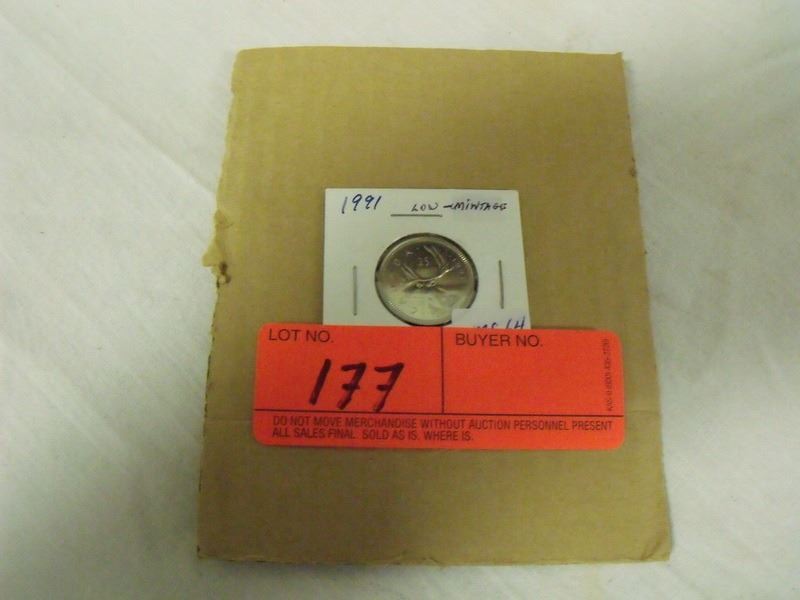 1991 LOW-MINTAGE
25
LOT NO.
177
BUYER NO.
DO NOT MOVE MERCHANDISE WITHOUT AUCTION PERSONNEL PRESENT
ALL SALES FINAL. SOLD AS IS. WHERE IS.